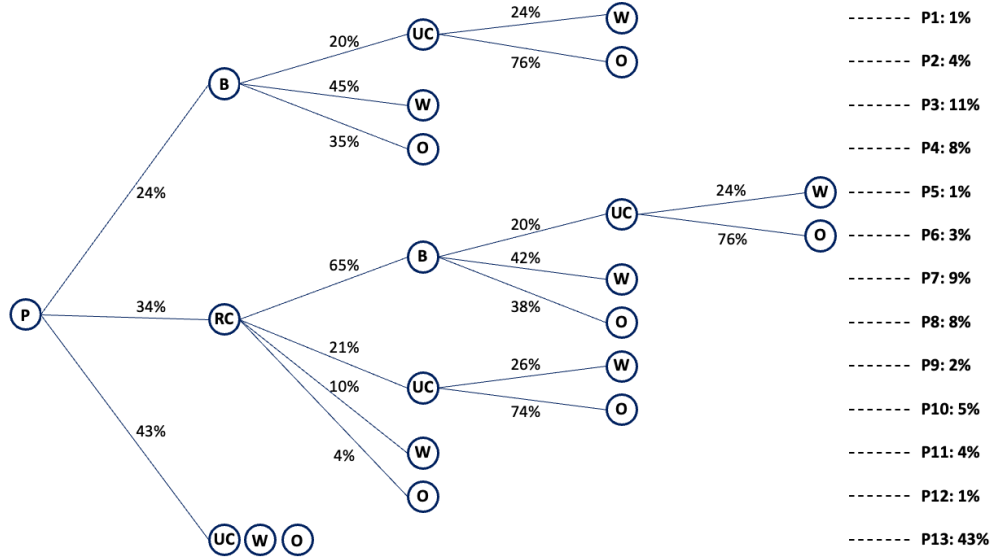 24%
W
P1: 1%
UC
20%
76%
O
P2: 4%
B
45%
W
P3: 11%
35%
O
P4: 8%
24%
24%
W
P5: 1%
UC
20%
76%
O
P6: 3%
65%
B
42%
W
P7: 9%
38%
O
P8: 8%
P
34%
RC
21%
26%
W
P9: 2%
10%
UC
74%
O
P10: 5%
43%
4%
W
P11: 4%
O
P12: 1%
UC W O
P13: 43%